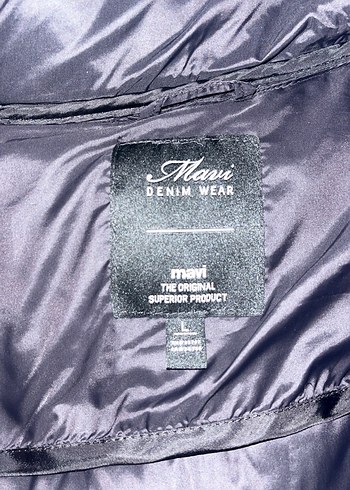 Mavi
DENIM WEAR
mavi
THE ORIGINAL
SUPERIOR PRODUCT
L